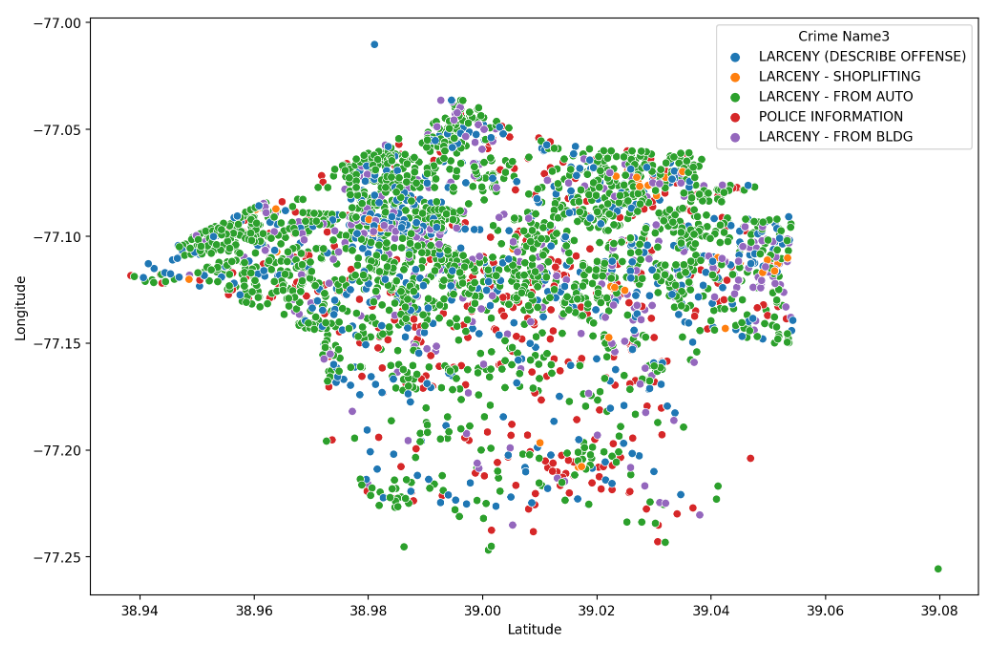 Crime Name3
LARCENY (DESCRIBE OFFENSE)
LARCENY - SHOPLIFTING
LARCENY - FROM AUTO
POLICE INFORMATION
LARCENY - FROM BLDG
−77.00
−77.05
−77.10
−77.15
−77.20
−77.25
Longitude
38.94 38.96 38.98 39.00 39.02 39.04 39.06 39.08
Latitude